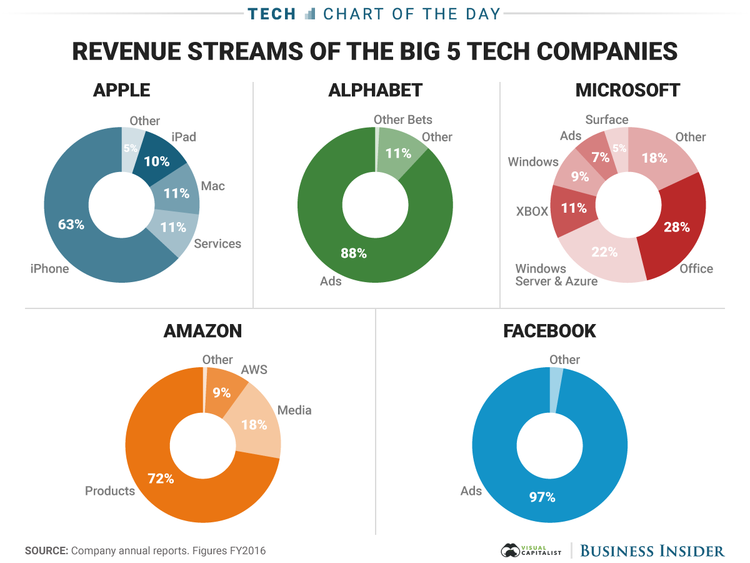 TECH CHART OF THE DAY
REVENUE STREAMS OF THE BIG 5 TECH COMPANIES
APPLE
Other
5%
iPad
10%
Mac
11%
Services
11%
63%
iPhone
ALPHABET
Other Bets
Other
11%
88%
Ads
MICROSOFT
Surface
5%
Ads
7%
Other
18%
Windows
9%
XBOX
11%
28%
Office
22%
Windows
Server & Azure
AMAZON
Other
AWS
9%
Media
18%
72%
Products
FACEBOOK
Other
Ads
97%
SOURCE: Company annual reports. Figures FY2016
VISUAL
CAPITALIST
BUSINESS INSIDER